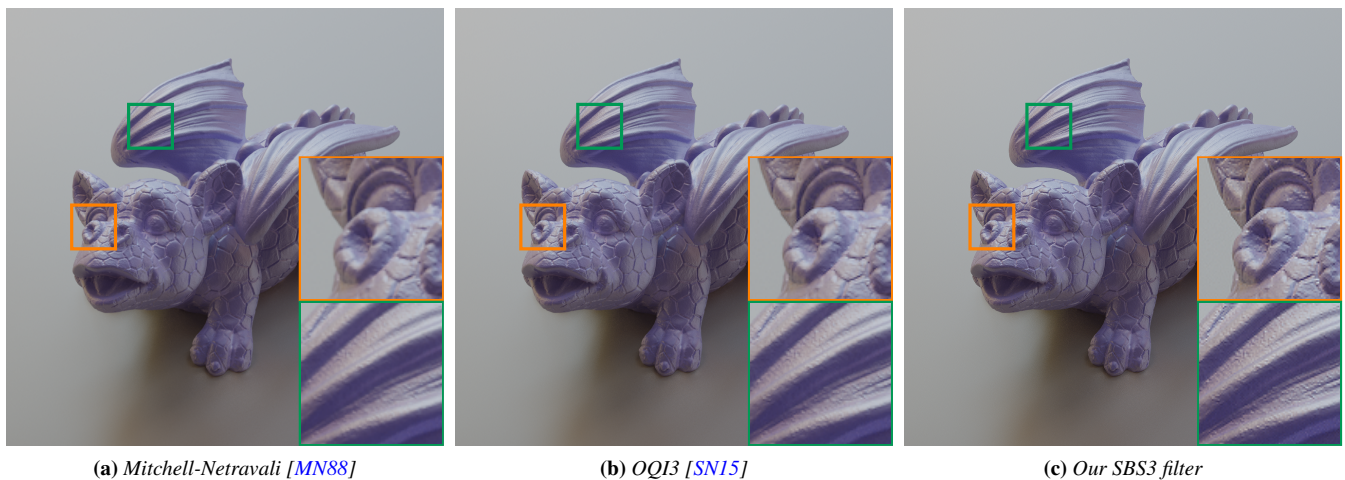 (a) Mitchell-Netravali [MN88]
(b) OQI3 [SN15]
(c) Our SBS3 filter